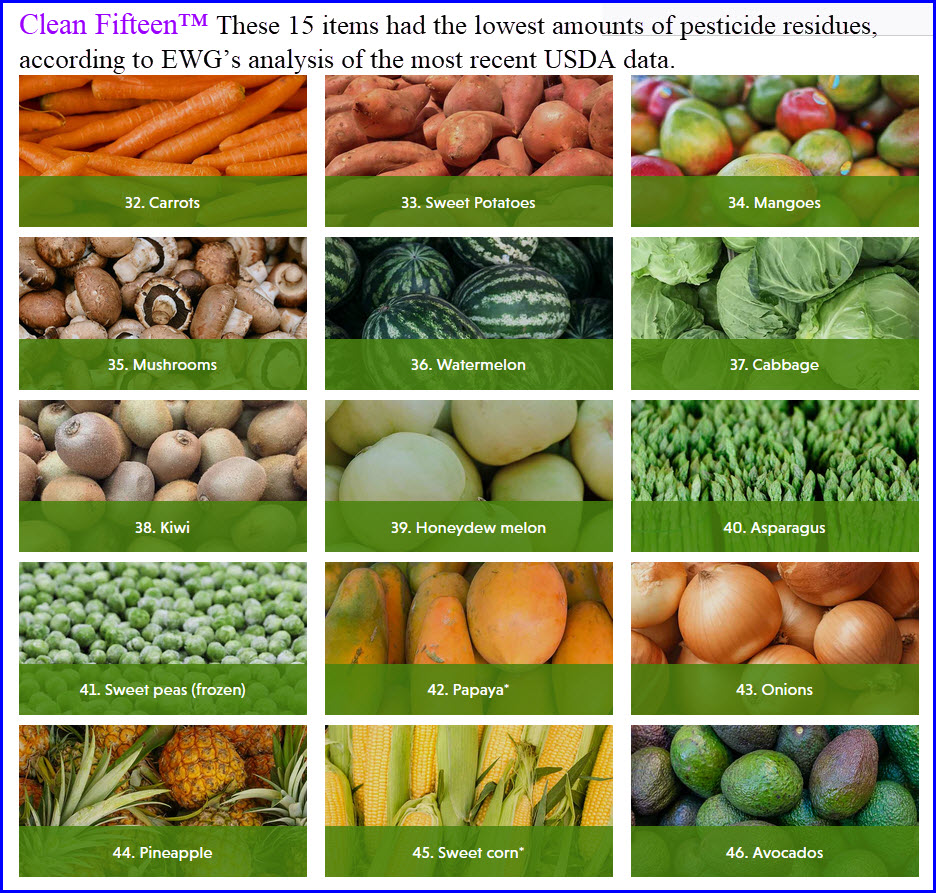 Clean Fifteen™ These 15 items had the lowest amounts of pesticide residues,
according to EWG’s analysis of the most recent USDA data.
32. Carrots
33. Sweet Potatoes
34. Mangoes
35. Mushrooms
36. Watermelon
37. Cabbage
38. Kiwi
39. Honeydew melon
40. Asparagus
41. Sweet peas (frozen)
42. Papaya*
43. Onions
44. Pineapple
45. Sweet corn*
46. Avocados